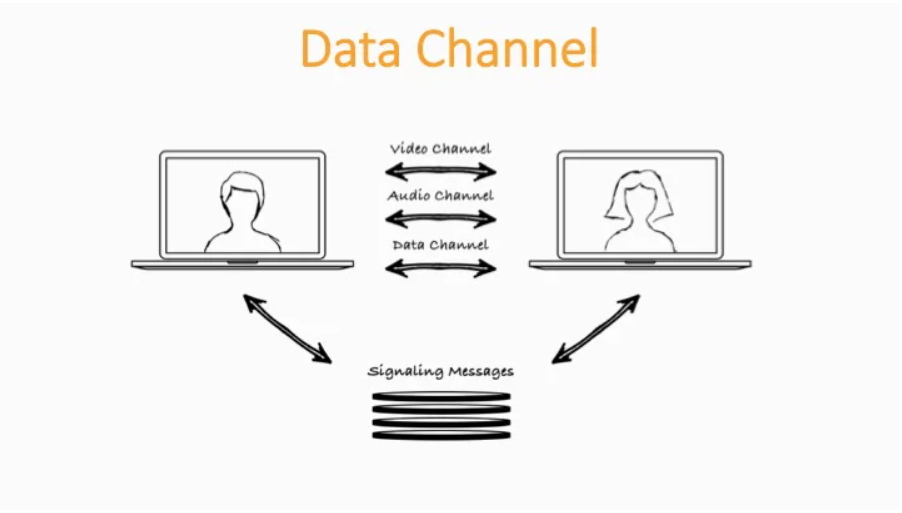 Data Channel
Video Channel
Audio Channel
Data Channel
Signaling Messages